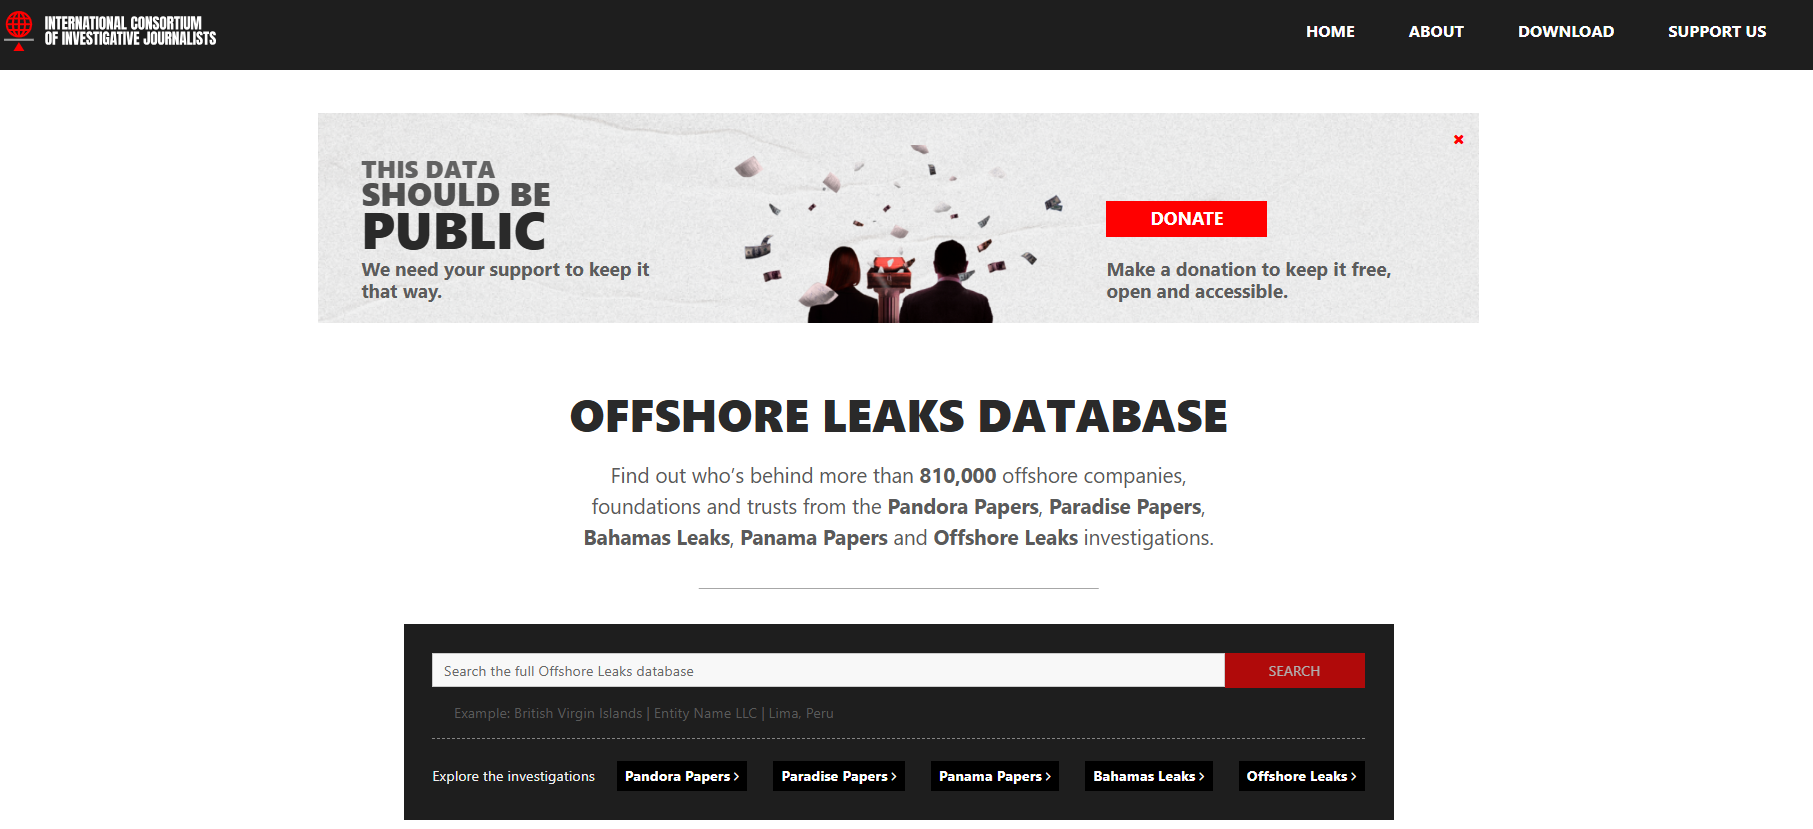 INTERNATIONAL CONSORTIUM
OF INVESTIGATIVE JOURNALISTS
HOME
ABOUT
DOWNLOAD
SUPPORT US
THIS DATA
SHOULD BE
PUBLIC
We need your support to keep it
that way.
DONATE
Make a donation to keep it free,
open and accessible.
OFFSHORE LEAKS DATABASE
Find out who’s behind more than 810,000 offshore companies,
foundations and trusts from the Pandora Papers, Paradise Papers,
Bahamas Leaks, Panama Papers and Offshore Leaks investigations.
Search the full Offshore Leaks database
SEARCH
Example: British Virgin Islands | Entity Name LLC | Lima, Peru
Explore the investigations
Pandora Papers
Paradise Papers
Panama Papers
Bahamas Leaks
Offshore Leaks